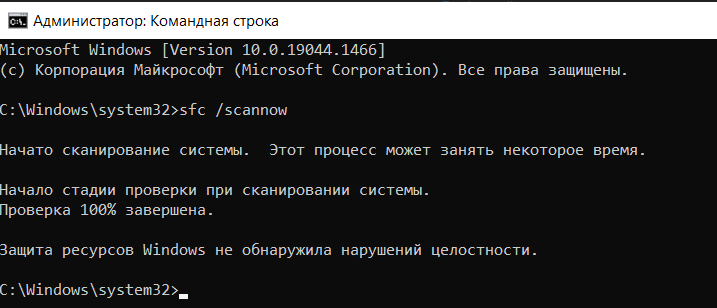 Администратор: Командная строка
Microsoft Windows [Version 10.0.19044.1466]
(c) Корпорация Майкрософт (Microsoft Corporation). Все права защищены.
C:\Windows\system32>sfc /scannow
Начато сканирование системы.  Этот процесс может занять некоторое время.
Начало стадии проверки при сканировании системы.
Проверка 100% завершена.
Защита ресурсов Windows не обнаружила нарушений целостности.
C:\Windows\system32>